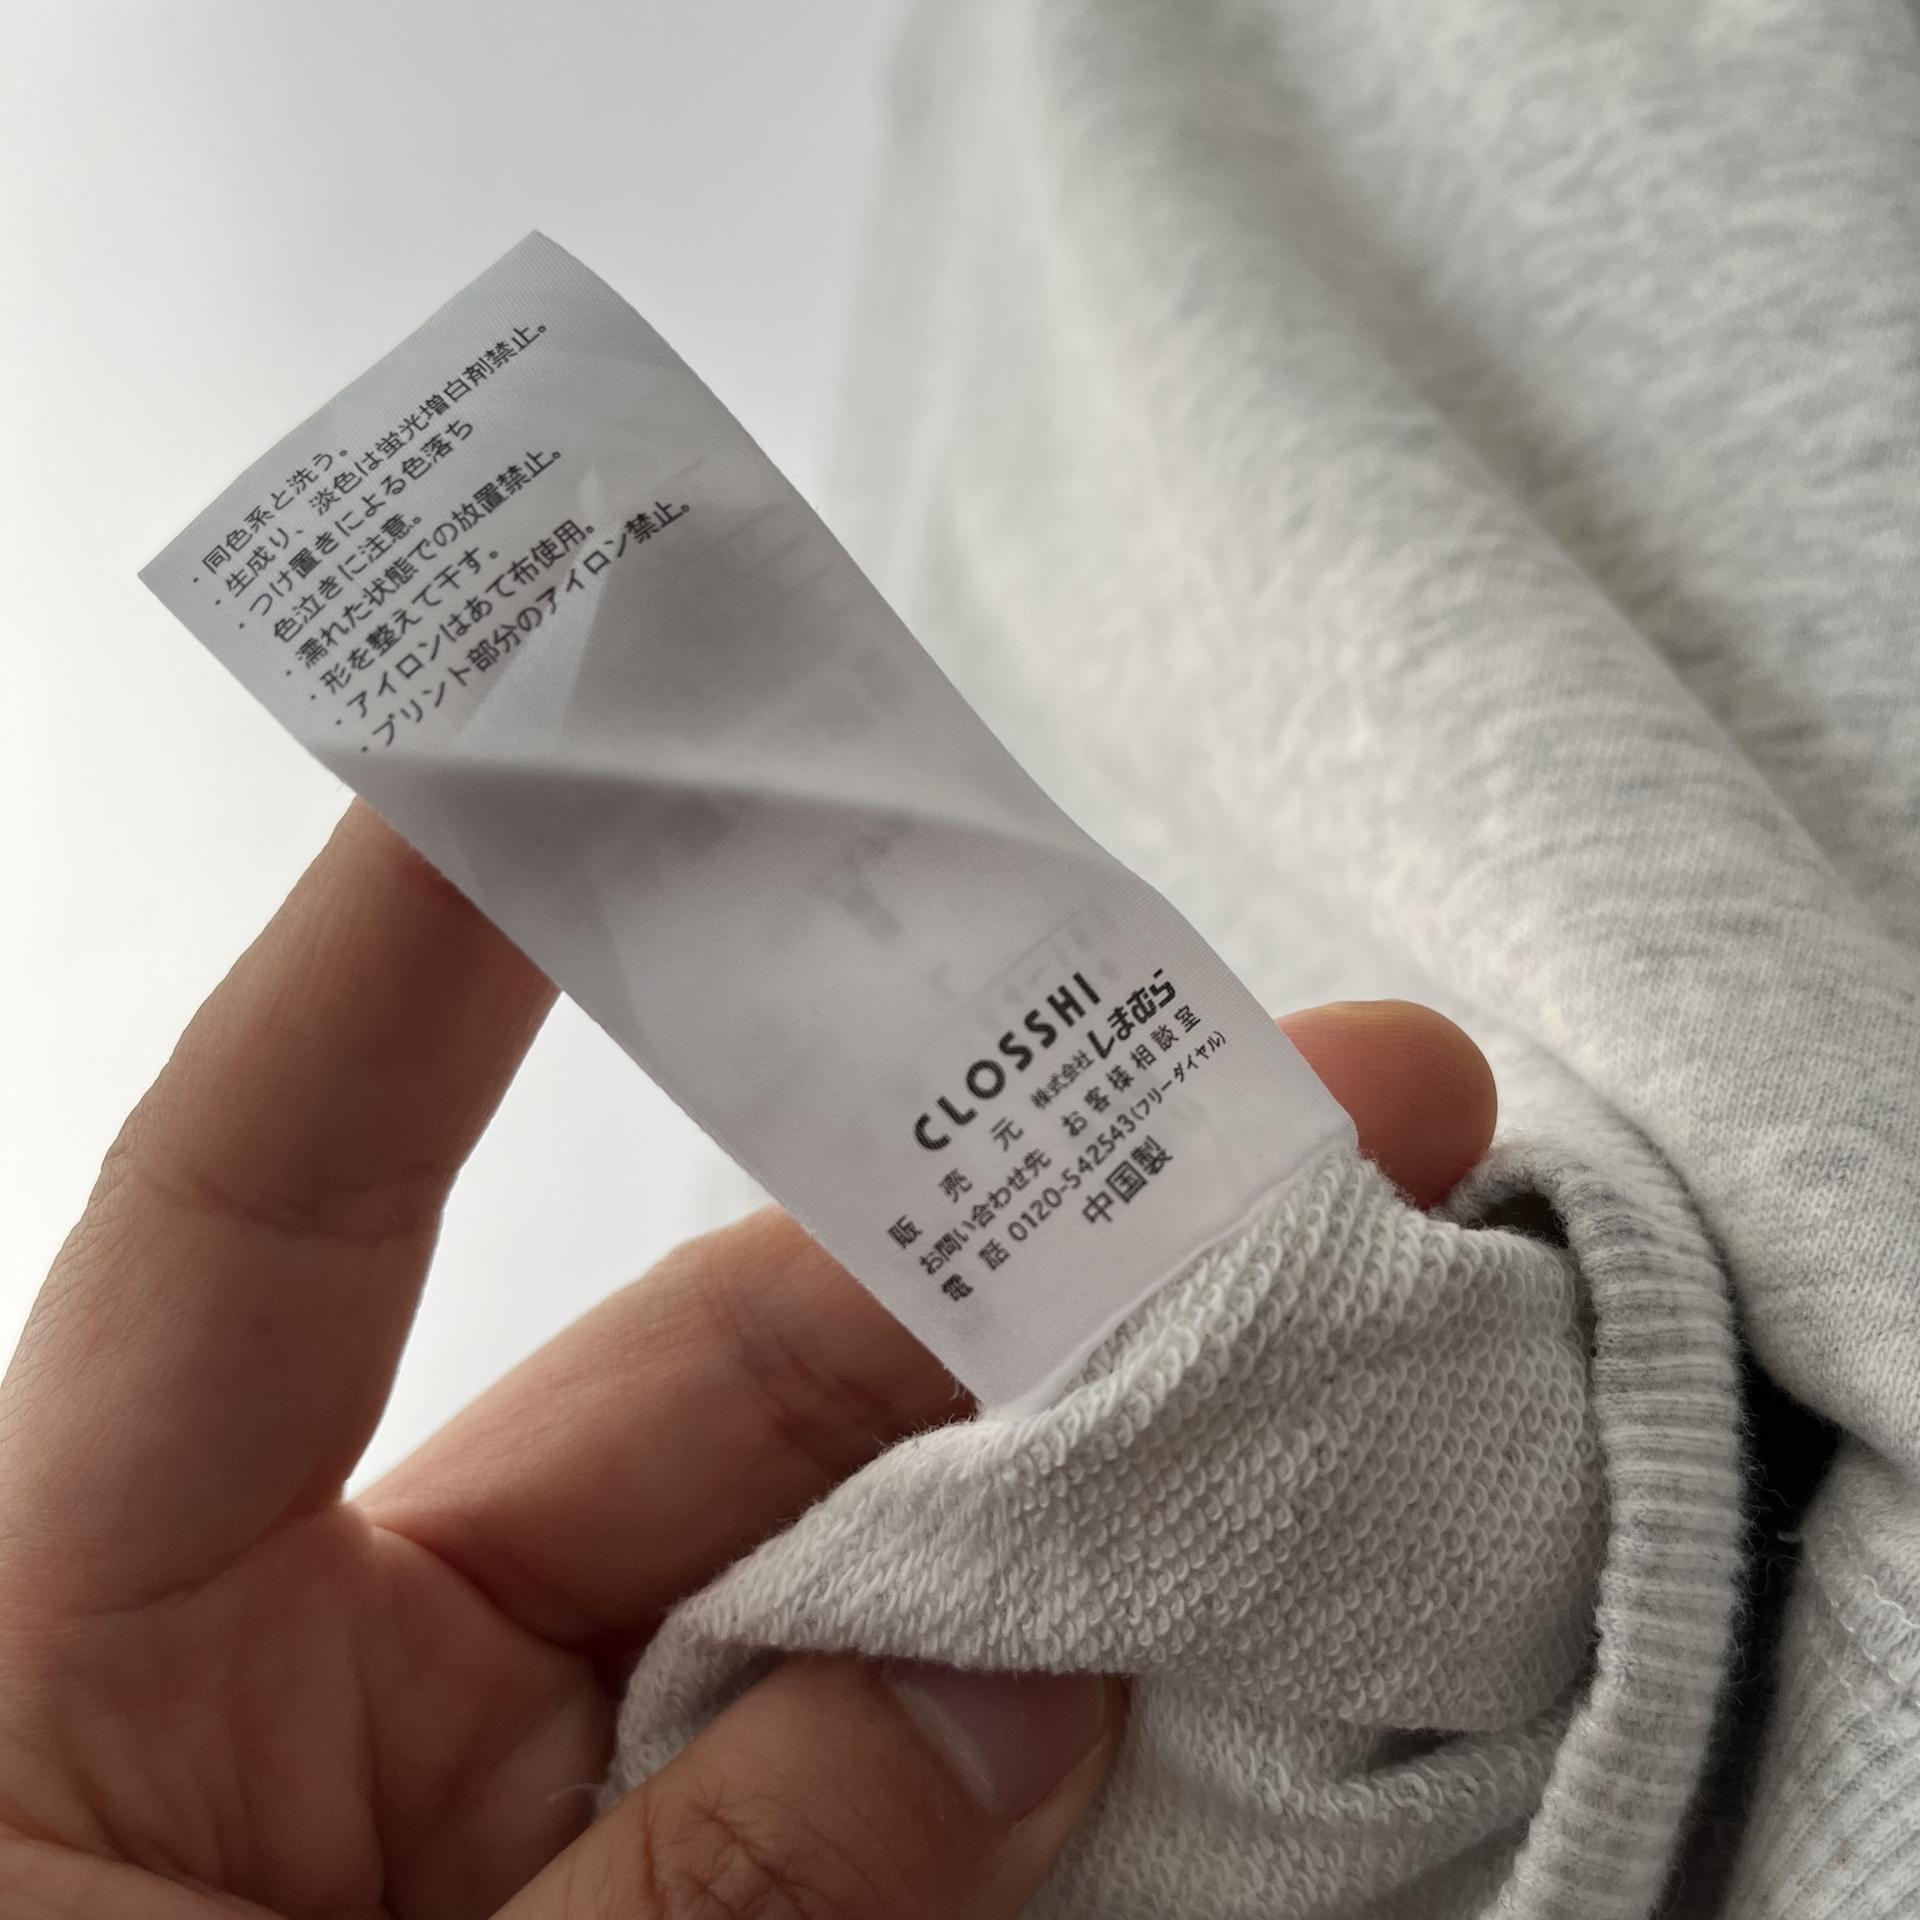 ・同色系と洗う。
・生成り、淡色は蛍光増白剤禁止。
・つけ置きによる色落ち
色泣きに注意。
・濡れた状態での放置禁止。
・形を整えて干す。
・アイロンはあて布使用。
・プリント部分のアイロン禁止。
CLOSSHI
販売元 株式会社しまむら
お問い合わせ先 お客様相談室
電話 0120-542543(フリーダイヤル)
中国製